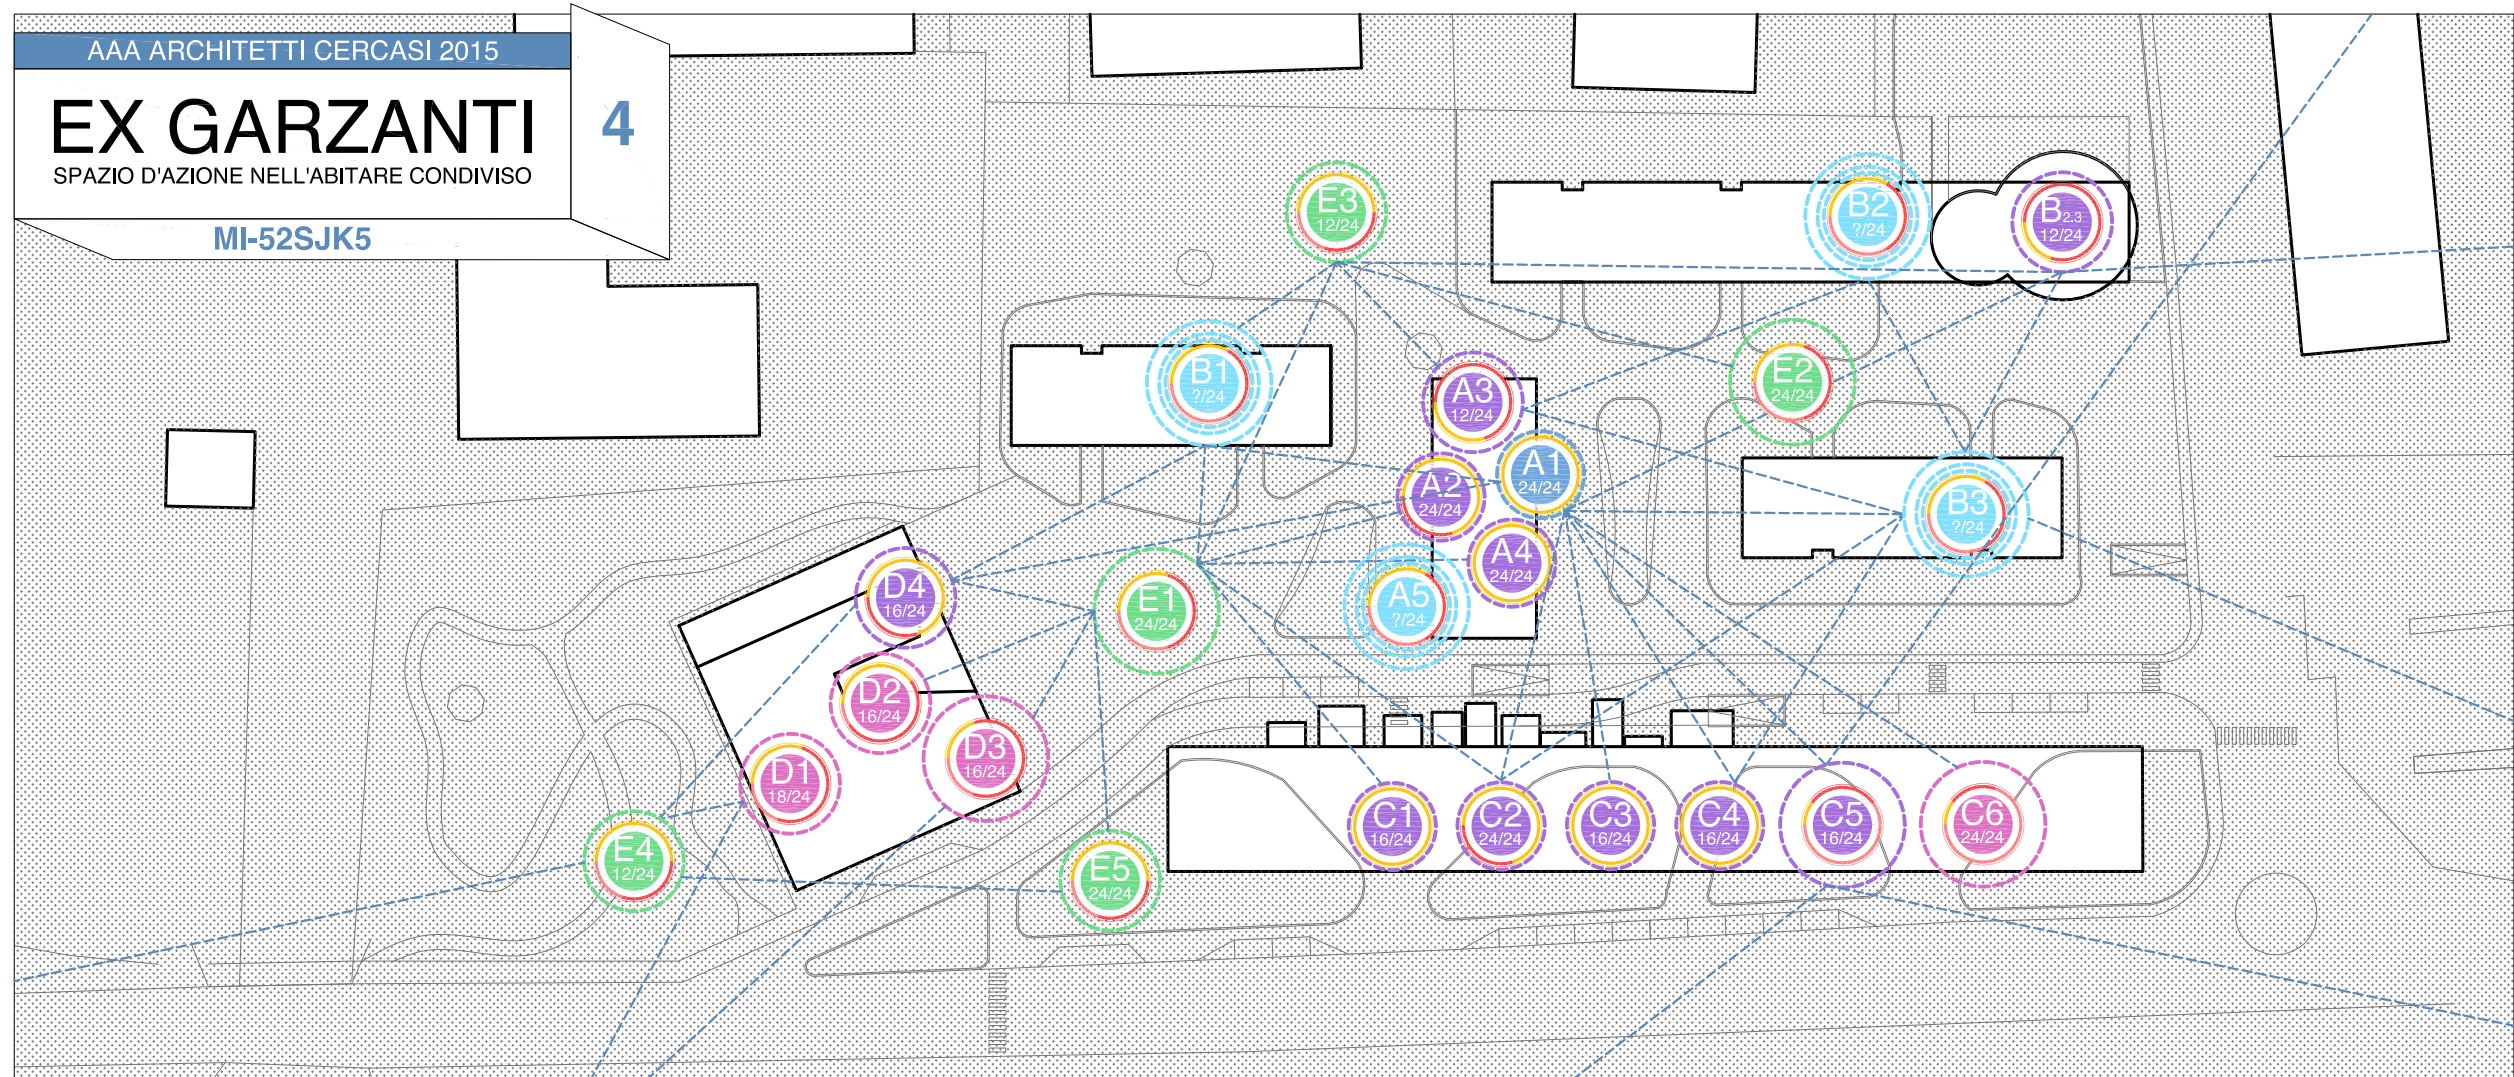 AAA ARCHITETTI CERCASI 2015
EX GARZANTI
SPAZIO D'AZIONE NELL'ABITARE CONDIVISO
4
MI-52SJK5
E3
12/24
B2
?/24
B2.3
12/24
B1
?/24
A3
12/24
E2
24/24
A2
24/24
A1
24/24
B3
?/24
D4
16/24
E1
24/24
A5
?/24
A4
24/24
D2
16/24
D1
18/24
D3
16/24
E4
12/24
E5
24/24
C1
16/24
C2
24/24
C3
16/24
C4
16/24
C5
16/24
C6
24/24